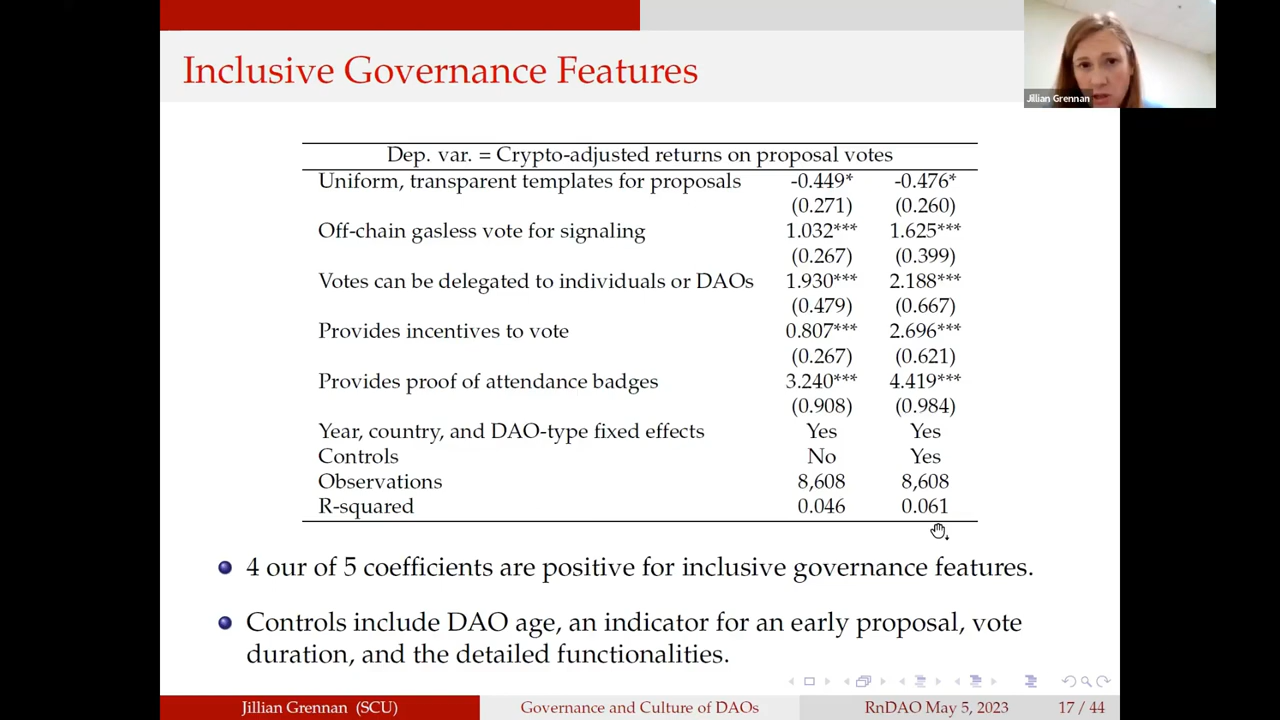 Inclusive Governance Features
Jillian Grennan
Dep. var. = Crypto-adjusted returns on proposal votes
Uniform, transparent templates for proposals -0.449* -0.476*
(0.271) (0.260)
Off-chain gasless vote for signaling 1.032*** 1.625***
(0.267) (0.399)
Votes can be delegated to individuals or DAOs 1.930*** 2.188***
(0.479) (0.667)
Provides incentives to vote 0.807*** 2.696***
(0.267) (0.621)
Provides proof of attendance badges 3.240*** 4.419***
(0.908) (0.984)
Year, country, and DAO-type fixed effects Yes Yes
Controls No Yes
Observations 8,608 8,608
R-squared 0.046 0.061
4 our of 5 coefficients are positive for inclusive governance features.
Controls include DAO age, an indicator for an early proposal, vote
duration, and the detailed functionalities.
Jillian Grennan (SCU) Governance and Culture of DAOs RnDAO May 5, 2023 17 / 44